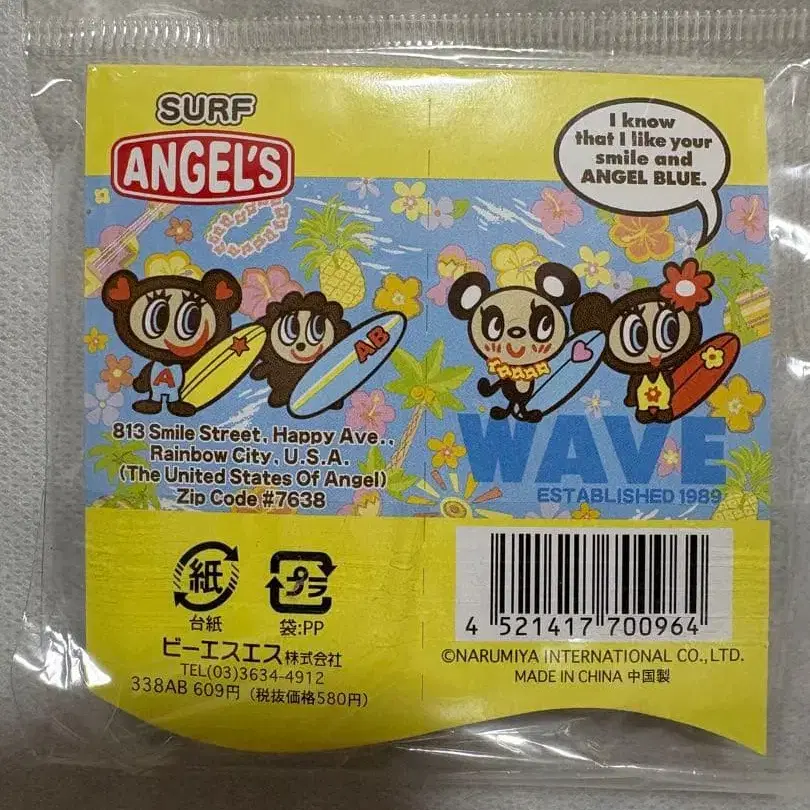 SURF
ANGEL'S
I know
that I like your
smile and
ANGEL BLUE.
A
AB
813 Smile Street, Happy Ave.,
Rainbow City, U.S.A.
(The United States Of Angel)
Zip Code #7638
WAVE
ESTABLISHED 1989
紙
台紙
プラ
袋:PP
ビーエスエス株式会社
TEL(03)3634-4912
338AB 609円(税抜価格580円)
4 521417 700964
©NARUMIYA INTERNATIONAL CO.,LTD.
MADE IN CHINA 中国製